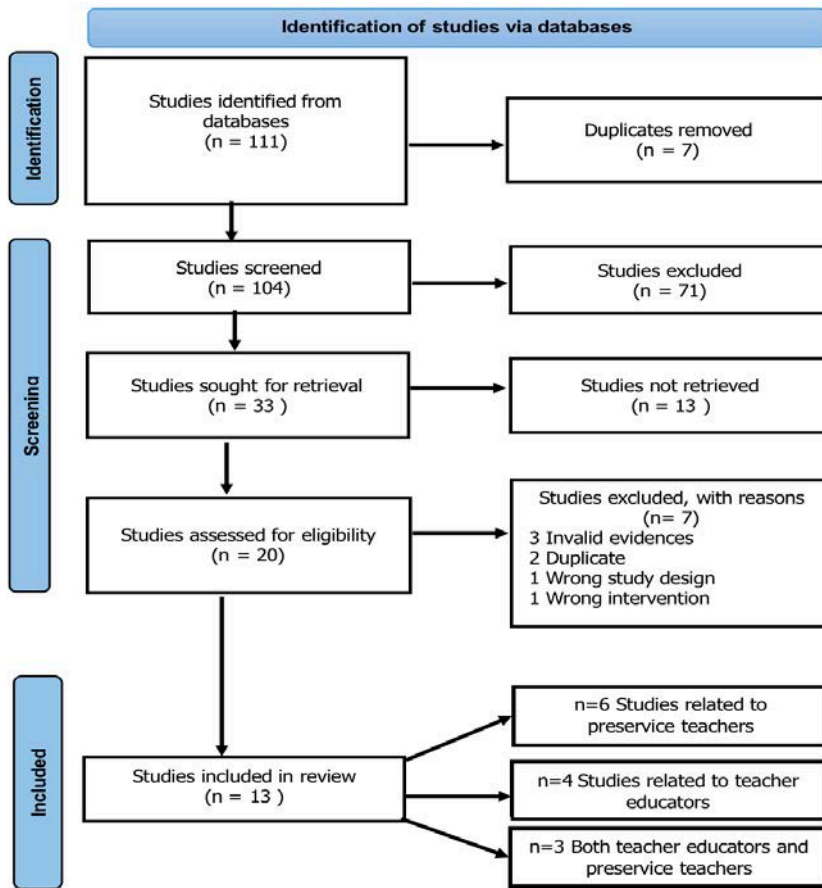 Identification of studies via databases
Identification
Studies identified from
databases
(n = 111)
Duplicates removed
(n = 7)
Screening
Studies screened
(n = 104)
Studies excluded
(n = 71)
Studies sought for retrieval
(n = 33 )
Studies not retrieved
(n = 13 )
Studies assessed for eligibility
(n = 20)
Studies excluded, with reasons
(n= 7)
3 Invalid evidences
2 Duplicate
1 Wrong study design
1 Wrong intervention
Included
Studies included in review
(n = 13 )
n=6 Studies related to
preservice teachers
n=4 Studies related to teacher
educators
n=3 Both teacher educators and
preservice teachers